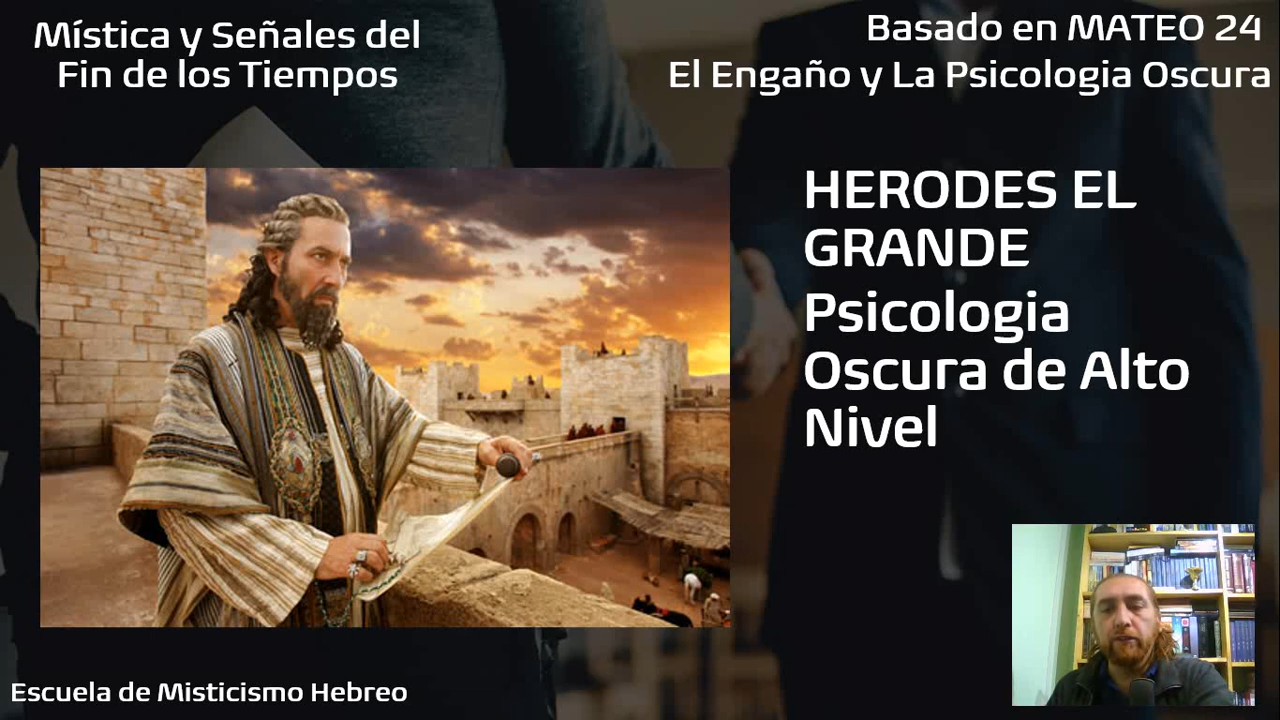 Mística y Señales del
Fin de los Tiempos
Basado en MATEO 24
El Engaño y La Psicologia Oscura
HERODES EL
GRANDE
Psicologia
Oscura de Alto
Nivel
Escuela de Misticismo Hebreo